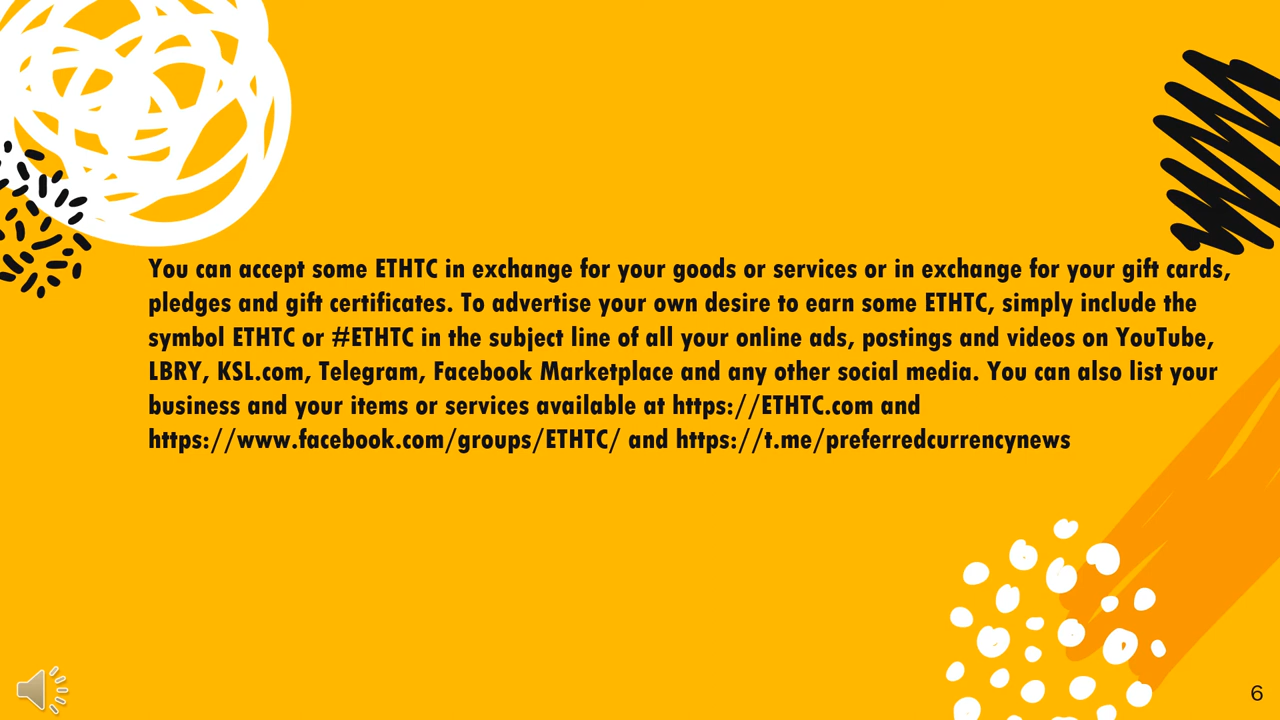 You can accept some ETHTC in exchange for your goods or services or in exchange for your gift cards,
pledges and gift certificates. To advertise your own desire to earn some ETHTC, simply include the
symbol ETHTC or #ETHTC in the subject line of all your online ads, postings and videos on YouTube,
LBRY, KSL.com, Telegram, Facebook Marketplace and any other social media. You can also list your
business and your items or services available at https://ETHTC.com and
https://www.facebook.com/groups/ETHTC/ and https://t.me/preferredcurrencynews
6